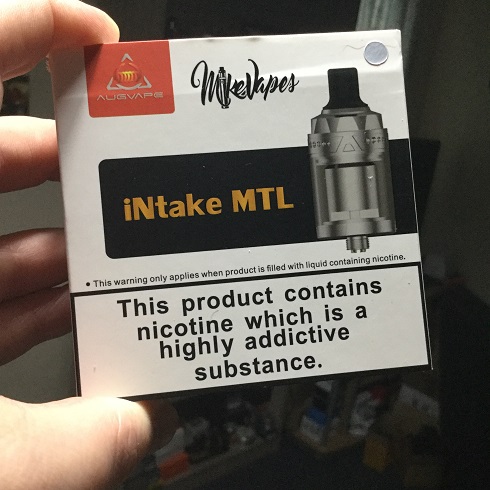 AUGVAPE
MikeVapes
iNtake MTL
• This warning only applies when product is filled with liquid containing nicotine.
This product contains
nicotine which is a
highly addictive
substance.